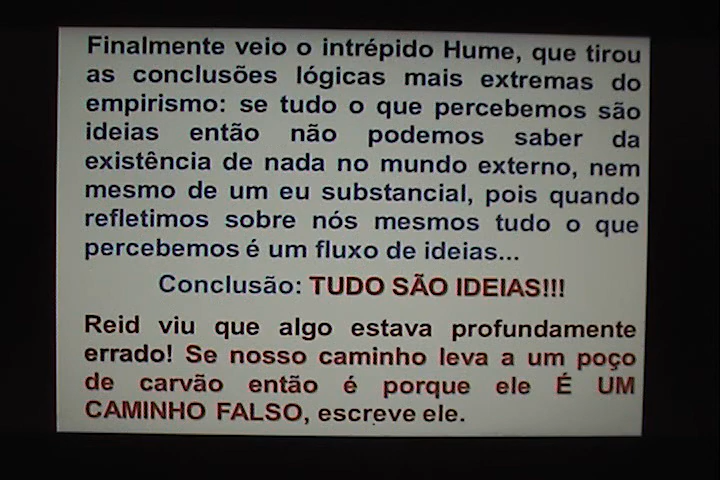 Finalmente veio o intrépido Hume, que tirou
as conclusões lógicas mais extremas do
empirismo: se tudo o que percebemos são
ideias então não podemos saber da
existência de nada no mundo externo, nem
mesmo de um eu substancial, pois quando
refletimos sobre nós mesmos tudo o que
percebemos é um fluxo de ideias...
Conclusão: TUDO SÃO IDEIAS!!!
Reid viu que algo estava profundamente
errado! Se nosso caminho leva a um poço
de carvão então é porque ele É UM
CAMINHO FALSO, escreve ele.